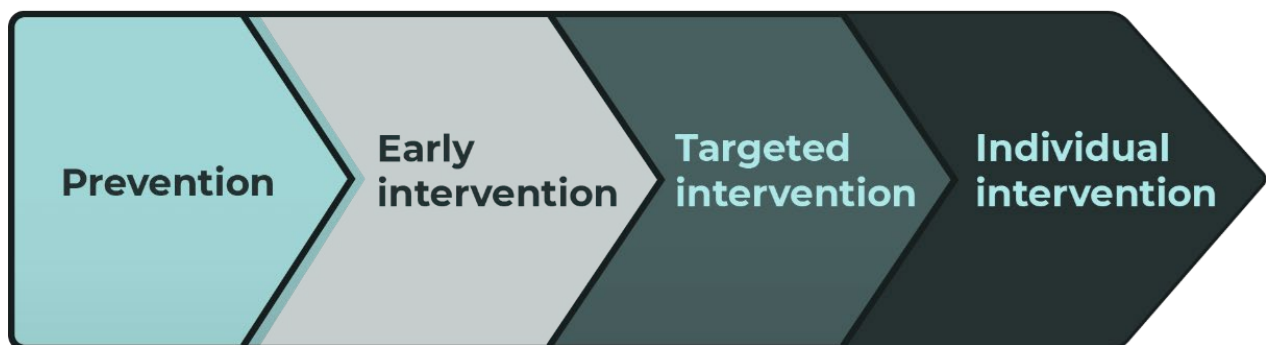 Prevention
Early
intervention
Targeted
intervention
Individual
intervention